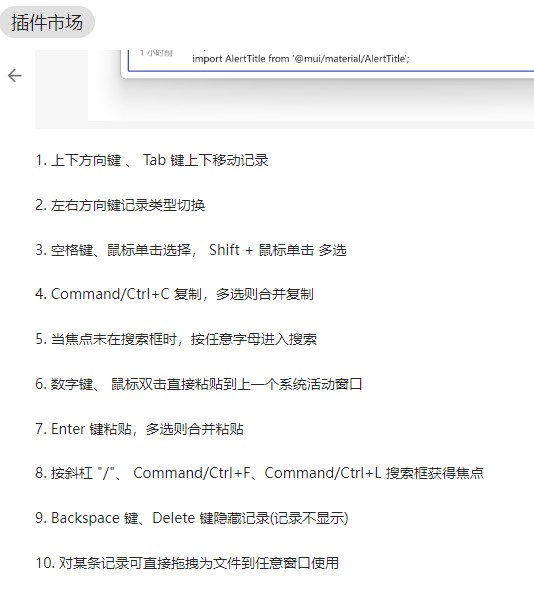 插件市场
1 小时前
import AlertTitle from '@mui/material/AlertTitle';
1. 上下方向键 、 Tab 键上下移动记录
2. 左右方向键记录类型切换
3. 空格键、鼠标单击选择， Shift + 鼠标单击 多选
4. Command/Ctrl+C 复制，多选则合并复制
5. 当焦点未在搜索框时，按任意字母进入搜索
6. 数字键、 鼠标双击直接粘贴到上一个系统活动窗口
7. Enter 键粘贴，多选则合并粘贴
8. 按斜杠 "/"、 Command/Ctrl+F、Command/Ctrl+L 搜索框获得焦点
9. Backspace 键、Delete 键隐藏记录(记录不显示)
10. 对某条记录可直接拖拽为文件到任意窗口使用